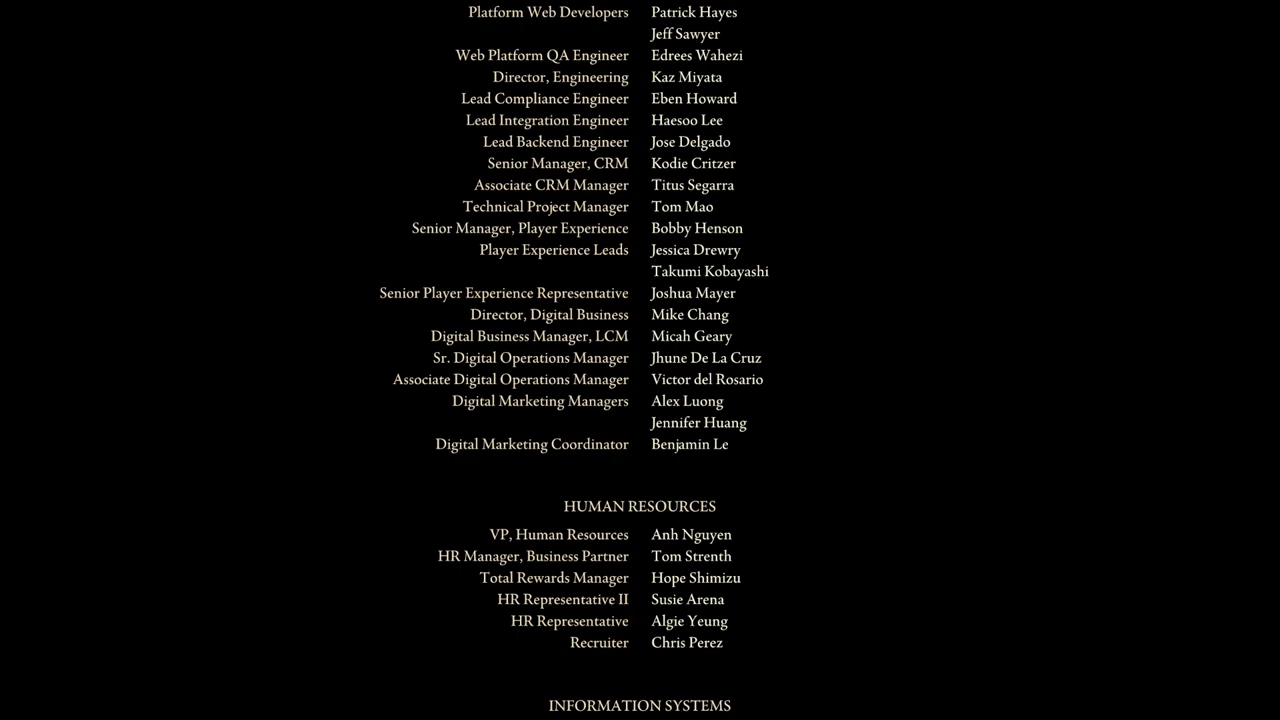 Platform Web Developers Patrick Hayes
Jeff Sawyer
Web Platform QA Engineer Edrees Wahezi
Director, Engineering Kaz Miyata
Lead Compliance Engineer Eben Howard
Lead Integration Engineer Haesoo Lee
Lead Backend Engineer Jose Delgado
Senior Manager, CRM Kodie Critzer
Associate CRM Manager Titus Segarra
Technical Project Manager Tom Mao
Senior Manager, Player Experience Bobby Henson
Player Experience Leads Jessica Drewry
Takumi Kobayashi
Senior Player Experience Representative Joshua Mayer
Director, Digital Business Mike Chang
Digital Business Manager, LCM Micah Geary
Sr. Digital Operations Manager Jhune De La Cruz
Associate Digital Operations Manager Victor del Rosario
Digital Marketing Managers Alex Luong
Jennifer Huang
Digital Marketing Coordinator Benjamin Le
HUMAN RESOURCES
VP, Human Resources Anh Nguyen
HR Manager, Business Partner Tom Strenth
Total Rewards Manager Hope Shimizu
HR Representative II Susie Arena
HR Representative Algie Yeung
Recruiter Chris Perez
INFORMATION SYSTEMS